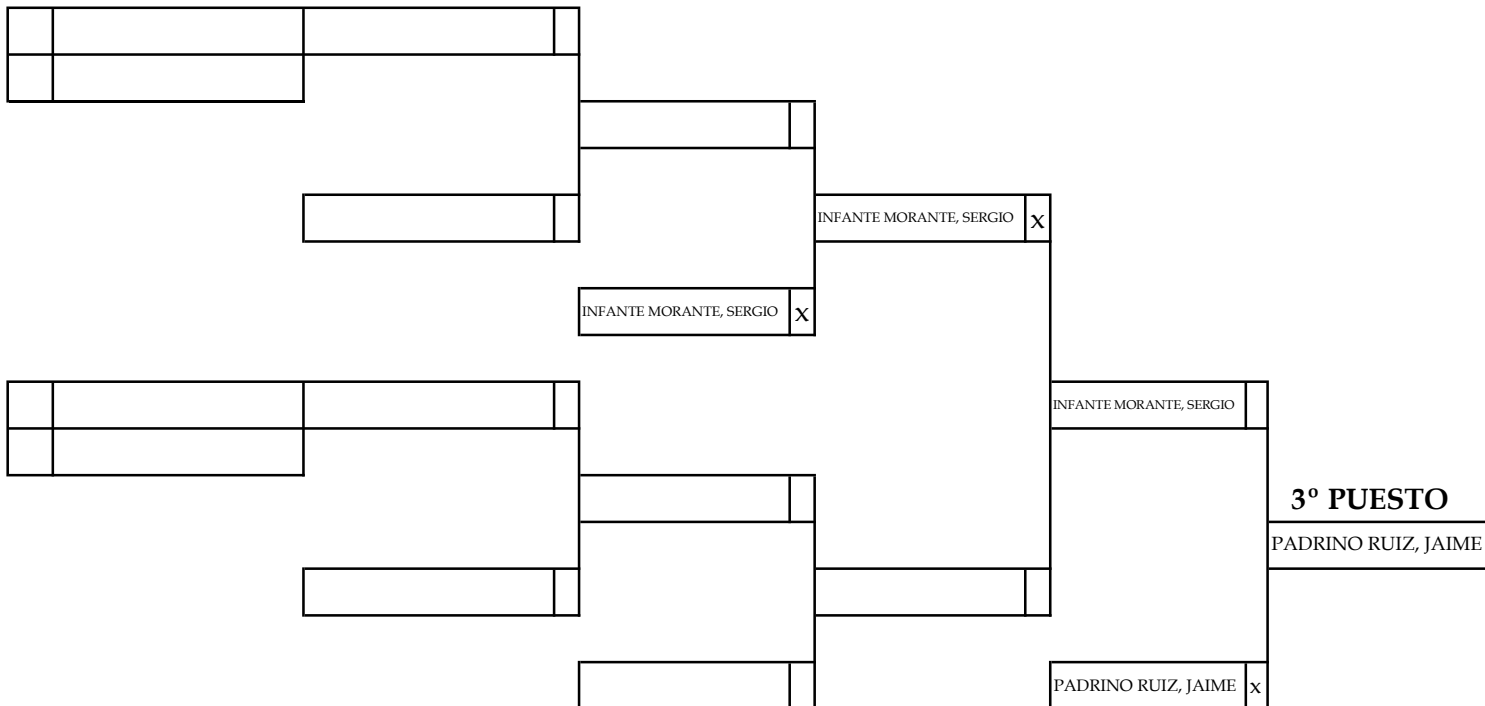 INFANTE MORANTE, SERGIO x
INFANTE MORANTE, SERGIO x
INFANTE MORANTE, SERGIO
3º PUESTO
PADRINO RUIZ, JAIME
PADRINO RUIZ, JAIME x